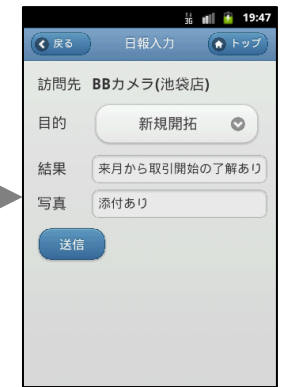 3G 19:47
戻る 日報入力 トップ
訪問先 BBカメラ(池袋店)
目的 新規開拓
結果 来月から取引開始の了解あり
写真 添付あり
送信